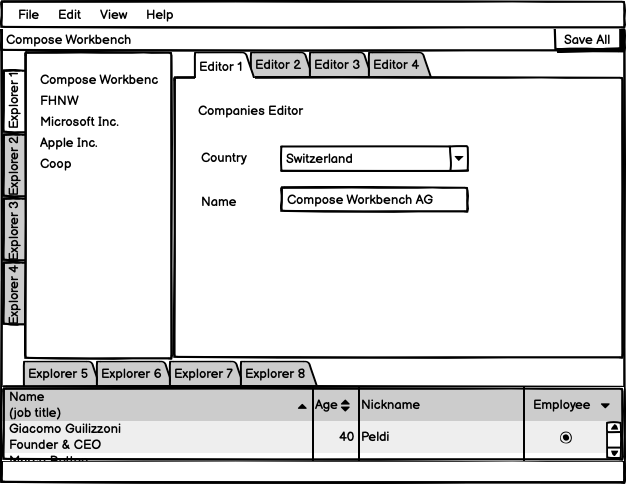 File Edit View Help
Compose Workbench Save All
Editor 1 Editor 2 Editor 3 Editor 4
Explorer 1
Explorer 2
Explorer 3
Explorer 4
Compose Workbenc
FHNW
Microsoft Inc.
Apple Inc.
Coop
Companies Editor
Country Switzerland
Name Compose Workbench AG
Explorer 5 Explorer 6 Explorer 7 Explorer 8
Name
(job title)
Age Nickname Employee
Giacomo Guilizzoni
Founder & CEO
40 Peldi